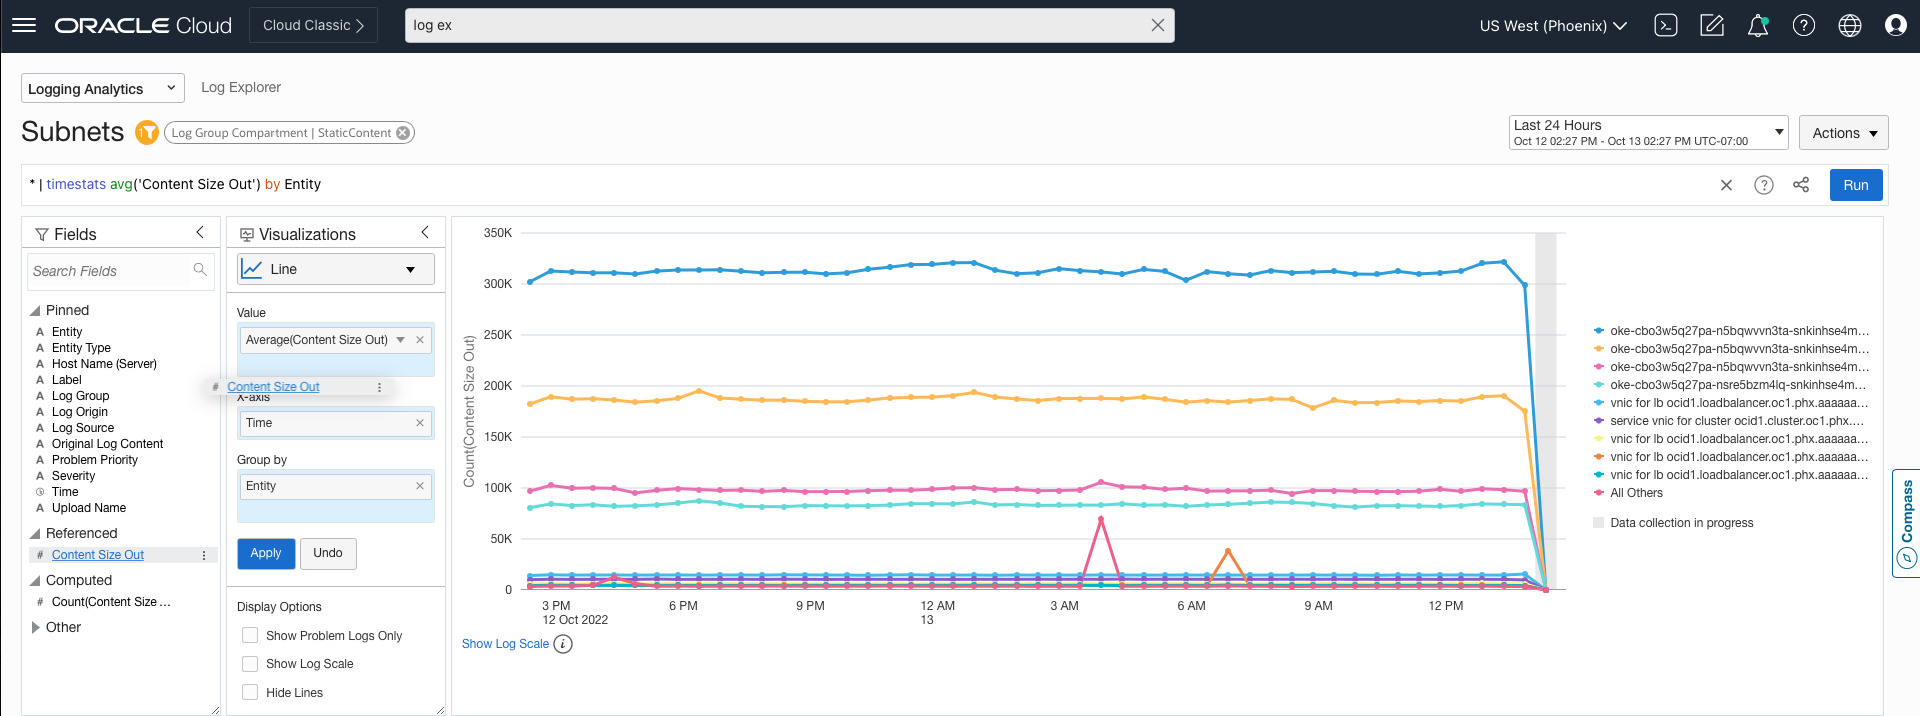 ORACLE Cloud
Cloud Classic
log ex
US West (Phoenix)
Logging Analytics
Log Explorer
Subnets
1
Log Group Compartment | StaticContent
Last 24 Hours
Oct 12 02:27 PM - Oct 13 02:27 PM UTC-07:00
Actions
* | timestats avg('Content Size Out') by Entity
Run
Fields
Search Fields
Pinned
A Entity
A Entity Type
A Host Name (Server)
A Label
A Log Group
A Log Origin
A Log Source
A Original Log Content
A Problem Priority
A Severity
Time
A Upload Name
Referenced
# Content Size Out
Computed
# Count(Content Size ...
Other
Visualizations
Line
Value
Average(Content Size Out)
# Content Size Out
X-axis
Time
Group by
Entity
Apply
Undo
Display Options
Show Problem Logs Only
Show Log Scale
Hide Lines
Count(Content Size Out)
350K
300K
250K
200K
150K
100K
50K
0
3 PM
12 Oct 2022
6 PM
9 PM
12 AM
13
3 AM
6 AM
9 AM
12 PM
Show Log Scale
oke-cbo3w5q27pa-n5bqwvvn3ta-snkinhse4m...
oke-cbo3w5q27pa-n5bqwvvn3ta-snkinhse4m...
oke-cbo3w5q27pa-n5bqwvvn3ta-snkinhse4m...
oke-cbo3w5q27pa-nsre5bzm4lq-snkinhse4m...
vnic for lb ocid1.loadbalancer.oc1.phx.aaaaaa...
service vnic for cluster ocid1.cluster.oc1.phx....
vnic for lb ocid1.loadbalancer.oc1.phx.aaaaaa...
vnic for lb ocid1.loadbalancer.oc1.phx.aaaaaa...
vnic for lb ocid1.loadbalancer.oc1.phx.aaaaaa...
All Others
Data collection in progress
Compass